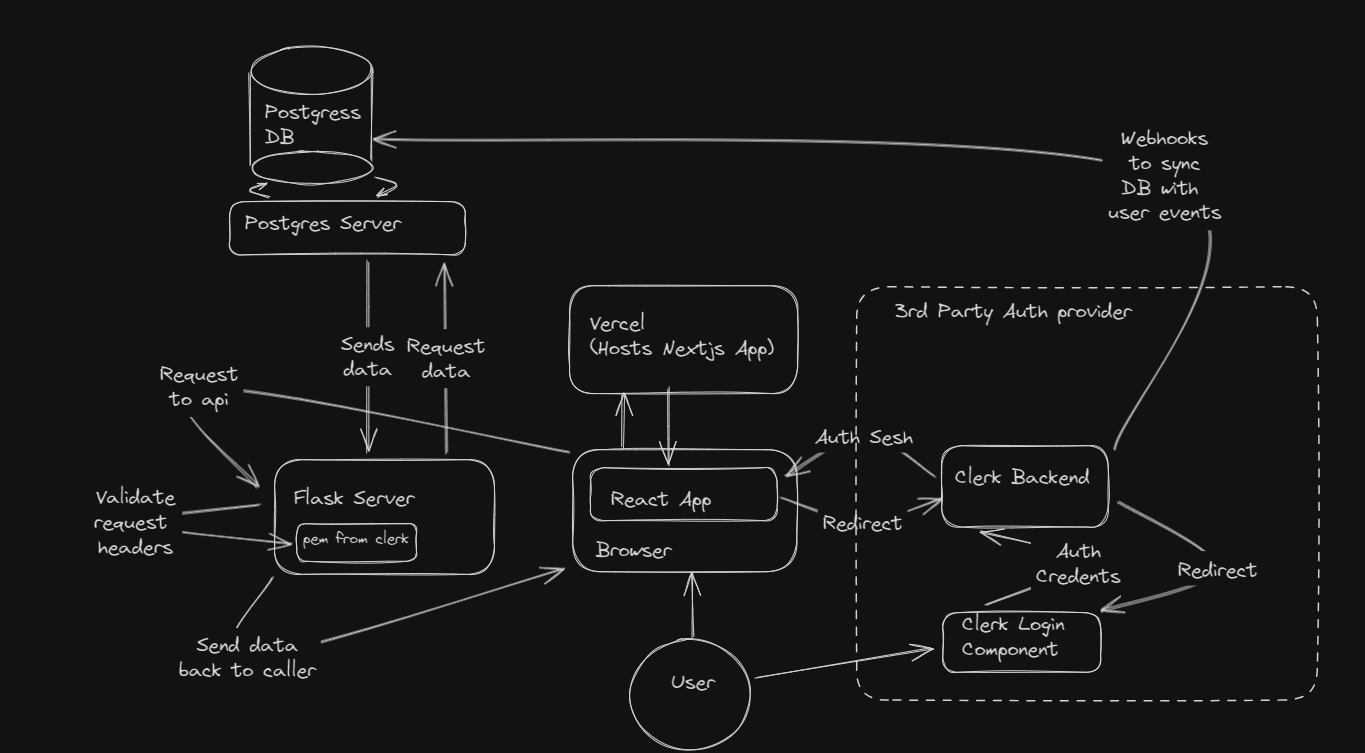 Postgress
DB
Postgres Server
Webhooks
to sync
DB with
user events
Sends
data
Request
data
Vercel
(Hosts Nextjs App)
3rd Party Auth provider
Request
to api
Auth Sesh
Clerk Backend
React App
Browser
Redirect
Flask Server
pem from clerk
Validate
request
headers
Auth
Credents
Redirect
Clerk Login
Component
Send data
back to caller
User